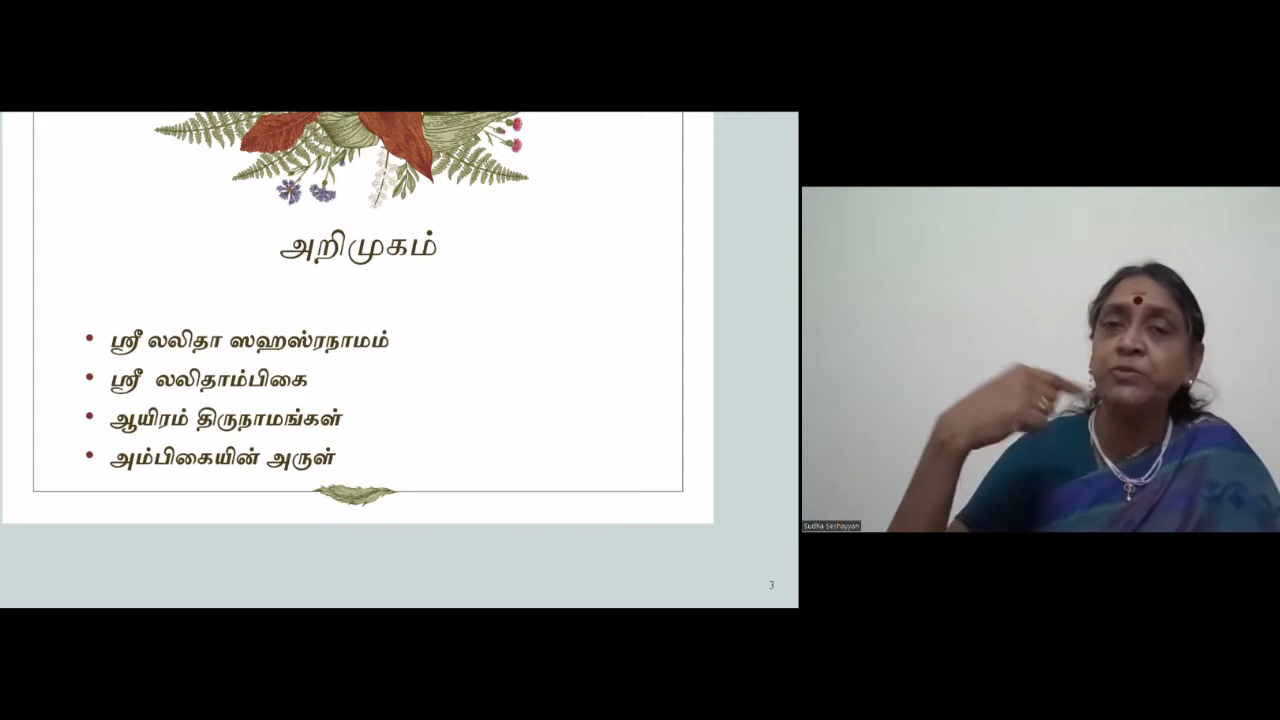 அறிமுகம்
ஸ்ரீ லலிதா ஸஹஸ்ரநாமம்
ஸ்ரீ லலிதாம்பிகை
ஆயிரம் திருநாமங்கள்
அம்பிகையின் அருள்
3
Sudha Seshayyan